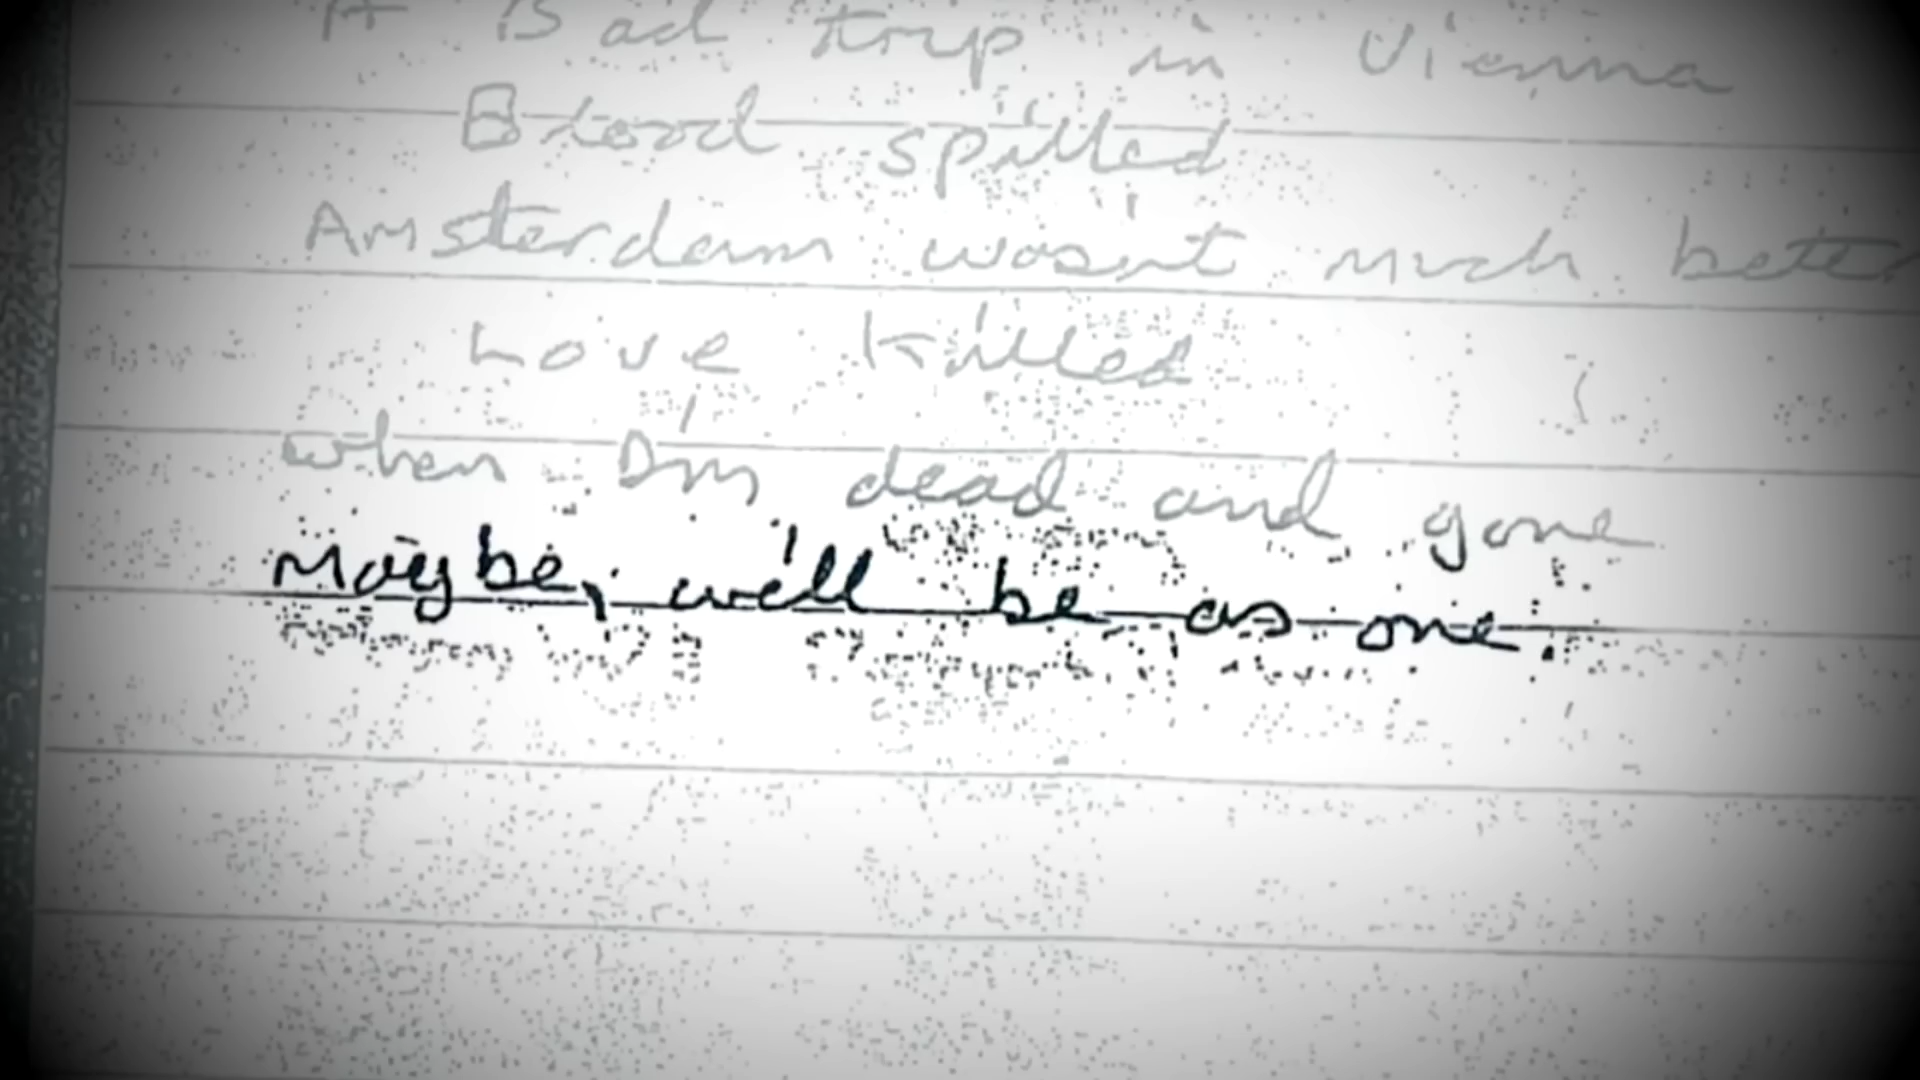 A Bad trip in Vienna
Blood spilled
Amsterdam wasn't much better
Love killed
when I'm dead and gone
Maybe, we'll be as one.